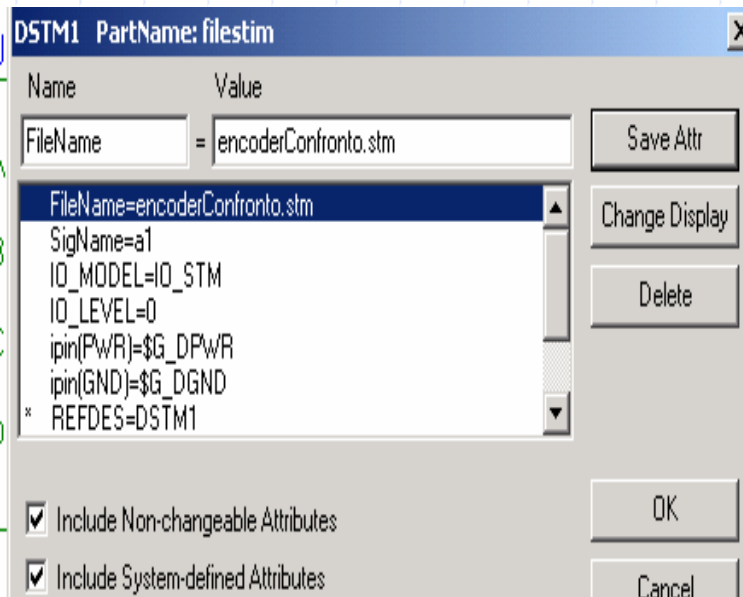 DSTM1 PartName: filestim
Name Value
FileName = encoderConfronto.stm
Save Attr
FileName=encoderConfronto.stm
SigName=a1
IO_MODEL=IO_STM
IO_LEVEL=0
ipin(PWR)=$G_DPWR
ipin(GND)=$G_DGND
* REFDES=DSTM1
Change Display
Delete
Include Non-changeable Attributes
Include System-defined Attributes
OK
Cancel